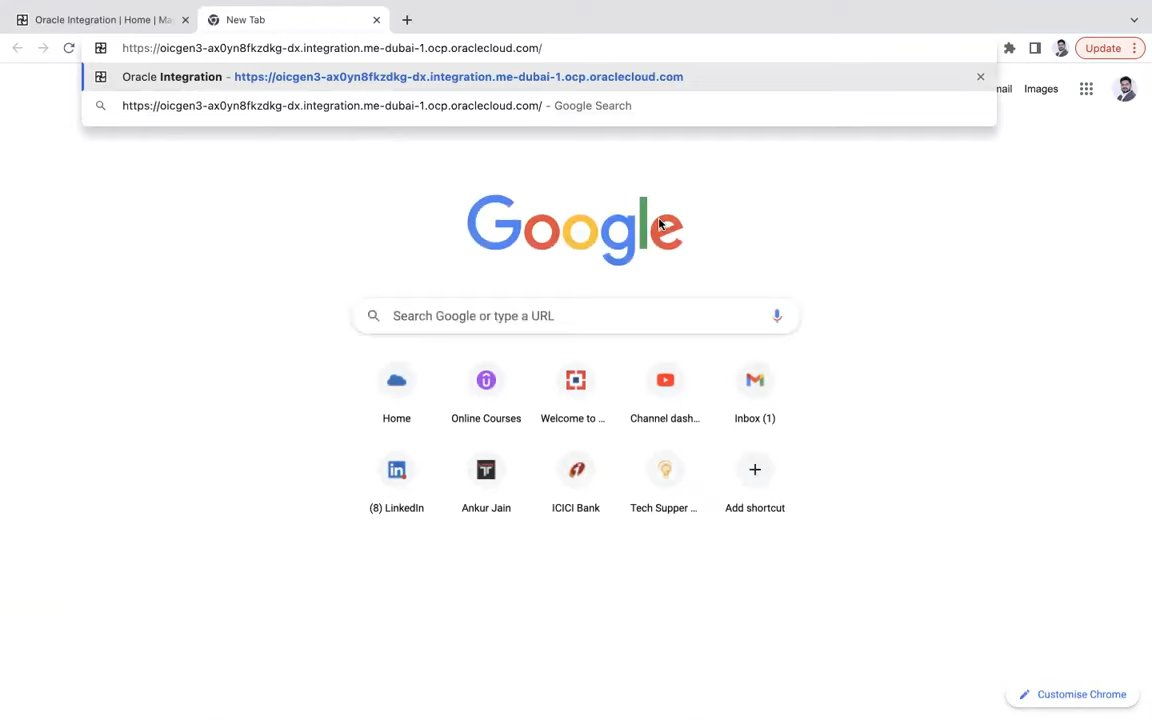 Oracle Integration | Home | Ma
New Tab
https://oicgen3-ax0yn8fkzdkg-dx.integration.me-dubai-1.ocp.oraclecloud.com/
Update
Oracle Integration - https://oicgen3-ax0yn8fkzdkg-dx.integration.me-dubai-1.ocp.oraclecloud.com
https://oicgen3-ax0yn8fkzdkg-dx.integration.me-dubai-1.ocp.oraclecloud.com/ - Google Search
mail
Images
Google
Search Google or type a URL
Home
Online Courses
Welcome to ...
Channel dash...
Inbox (1)
(8) LinkedIn
Ankur Jain
ICICI Bank
Tech Supper ...
Add shortcut
Customise Chrome